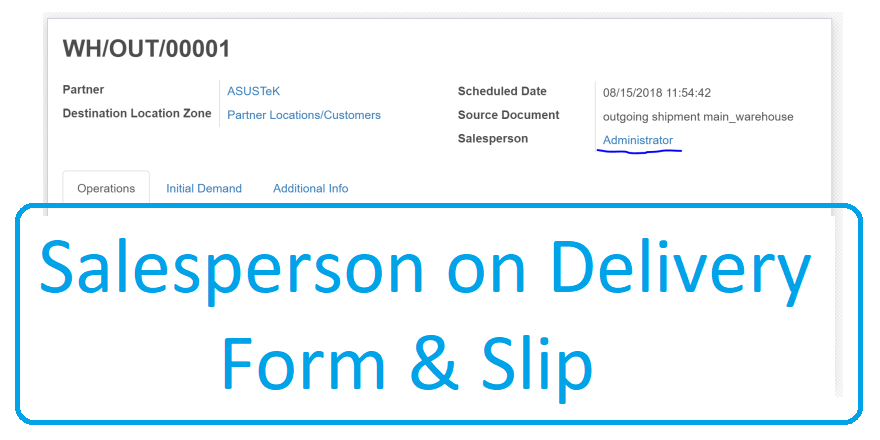 WH/OUT/00001
Partner ASUSTeK
Destination Location Zone Partner Locations/Customers
Scheduled Date 08/15/2018 11:54:42
Source Document outgoing shipment main_warehouse
Salesperson Administrator
Operations Initial Demand Additional Info
Salesperson on Delivery
Form & Slip